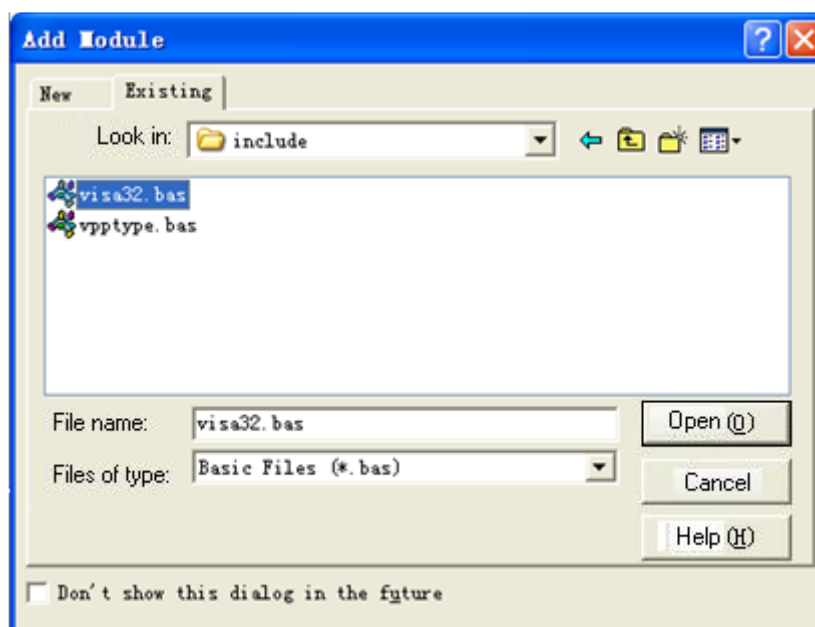 Add Module
New Existing
Look in: include
visa32.bas
vpptype.bas
File name: visa32.bas Open (O)
Files of type: Basic Files (*.bas)
Cancel
Help (H)
Don't show this dialog in the future